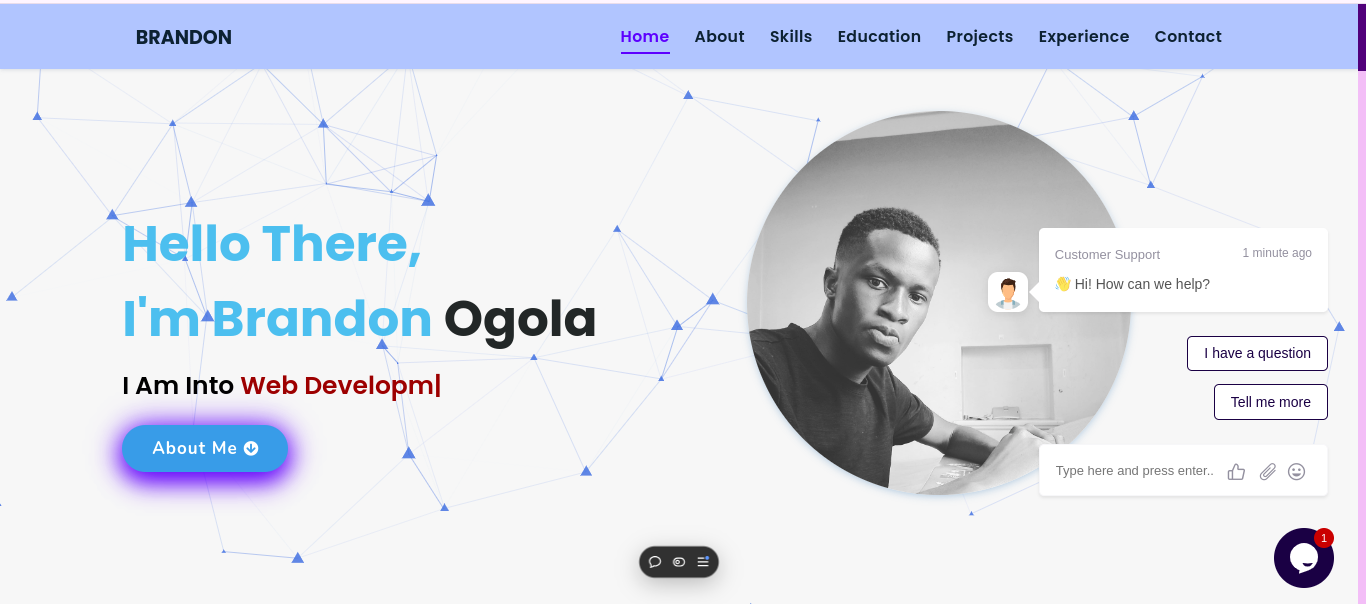 BRANDON
Home About Skills Education Projects Experience Contact
Hello There,
I'm Brandon Ogola
I Am Into Web Developm|
About Me
Customer Support 1 minute ago
👋 Hi! How can we help?
I have a question
Tell me more
Type here and press enter..
1